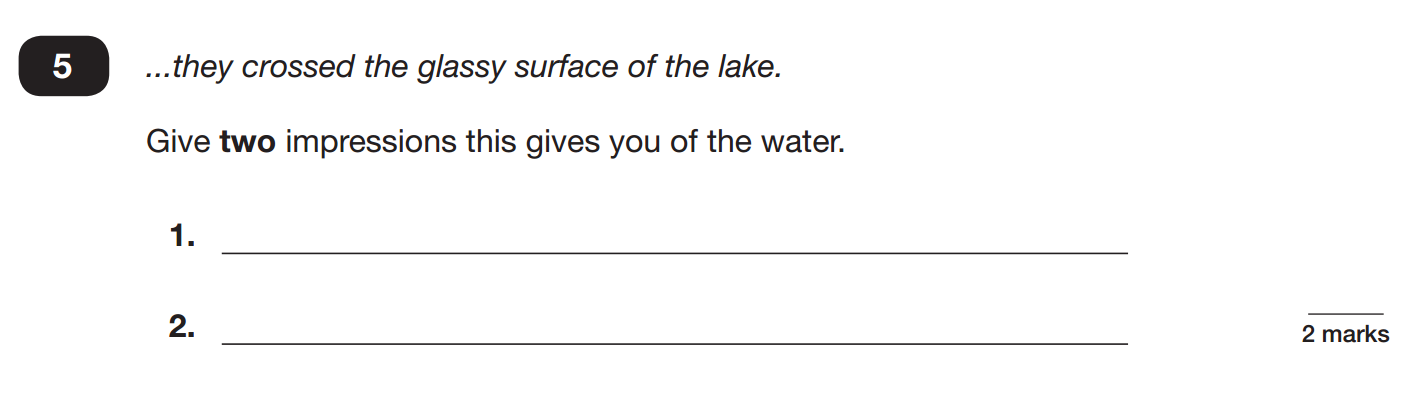 5 ...they crossed the glassy surface of the lake.
Give two impressions this gives you of the water.
1.
2.
2 marks